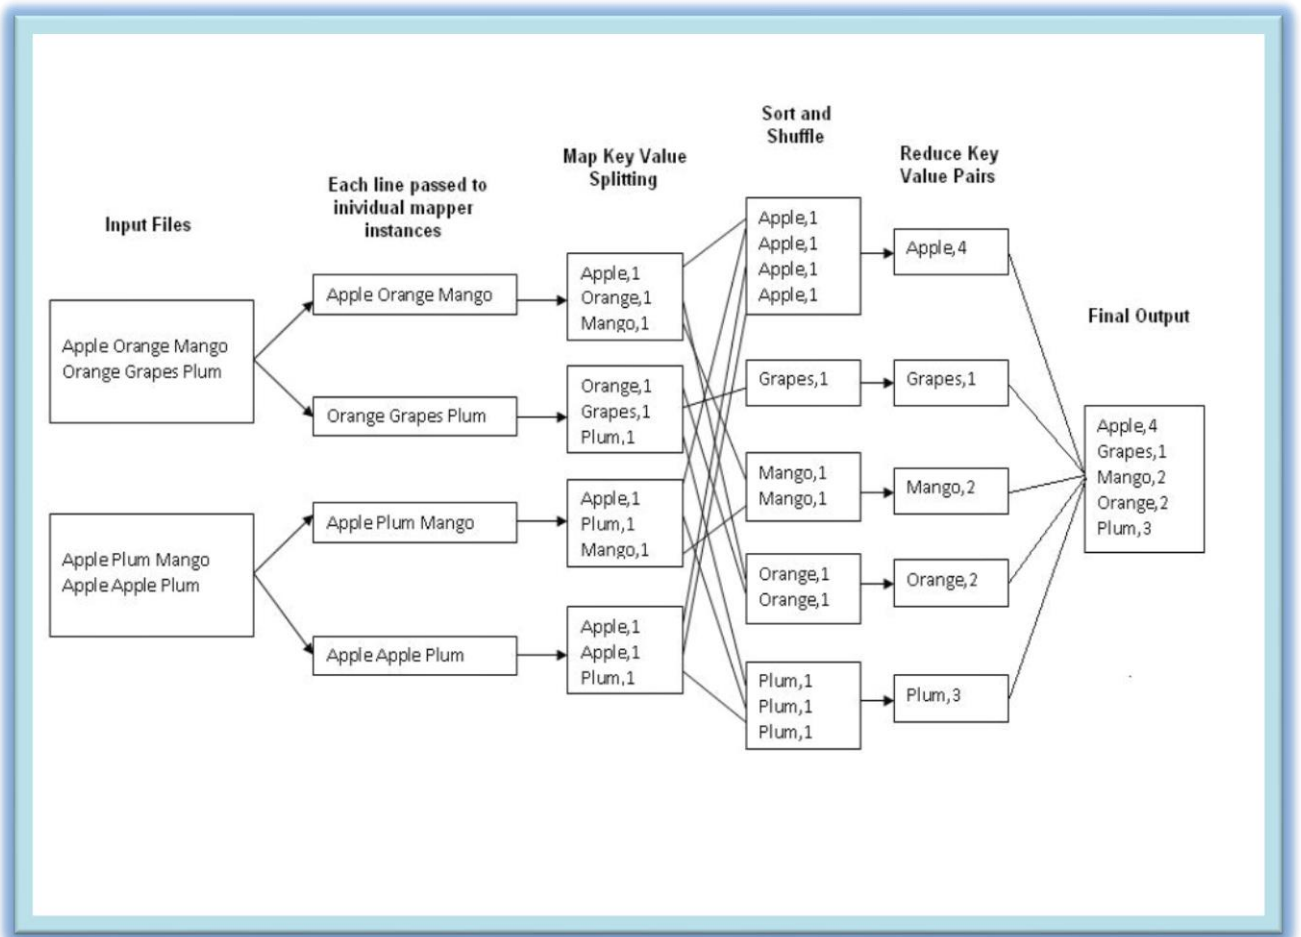 Input Files
Apple Orange Mango
Orange Grapes Plum
Apple Plum Mango
Apple Apple Plum
Each line passed to
inividual mapper
instances
Apple Orange Mango
Orange Grapes Plum
Apple Plum Mango
Apple Apple Plum
Map Key Value
Splitting
Apple,1
Orange,1
Mango,1
Orange,1
Grapes,1
Plum,1
Apple,1
Plum,1
Mango,1
Apple,1
Apple,1
Plum,1
Sort and
Shuffle
Apple,1
Apple,1
Apple,1
Apple,1
Grapes,1
Mango,1
Mango,1
Orange,1
Orange,1
Plum,1
Plum,1
Plum,1
Reduce Key
Value Pairs
Apple,4
Grapes,1
Mango,2
Orange,2
Plum,3
Final Output
Apple,4
Grapes,1
Mango,2
Orange,2
Plum,3